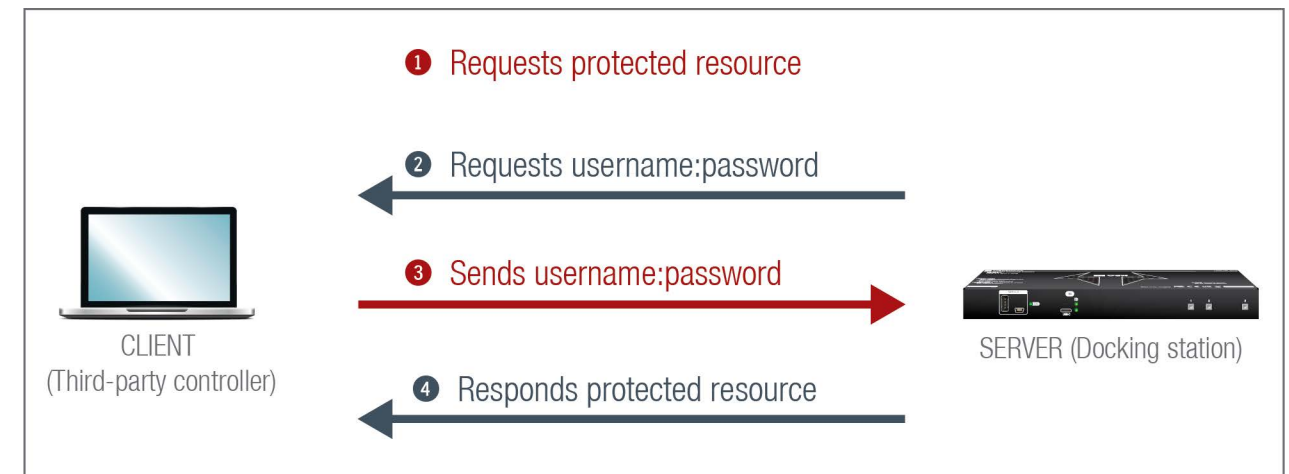 ❶ Requests protected resource
❷ Requests username:password
❸ Sends username:password
CLIENT
(Third-party controller)
SERVER (Docking station)
❹ Responds protected resource